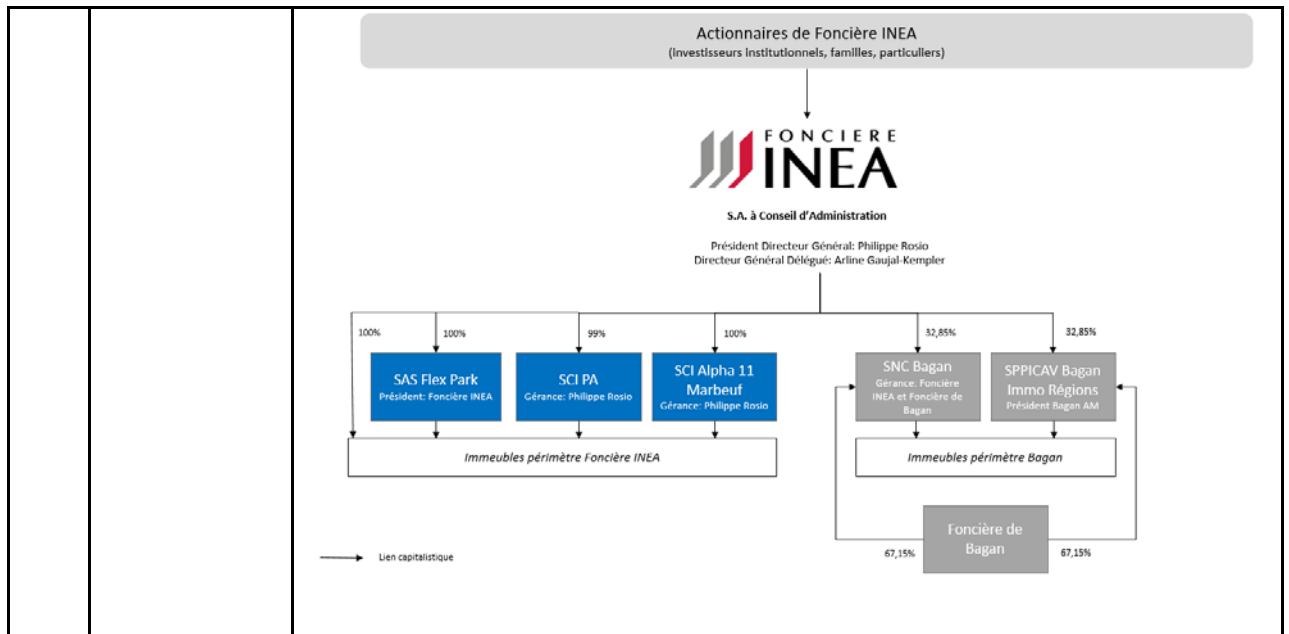 Actionnaires de Foncière INEA
(investisseurs institutionnels, familles, particuliers)
FONCIERE
INEA
S.A. à Conseil d'Administration
Président Directeur Général: Philippe Rosio
Directeur Général Délégué: Arline Gaujal-Kempler
100%
100%
99%
100%
32,85%
32,85%
SAS Flex Park
Président: Foncière INEA
SCI PA
Gérance: Philippe Rosio
SCI Alpha 11
Marbeuf
Gérance: Philippe Rosio
SNC Bagan
Gérance: Foncière
INEA et Foncière de
Bagan
SPPICAV Bagan
Immo Régions
Président Bagan AM
Immeubles périmètre Foncière INEA
Immeubles périmètre Bagan
Foncière de
Bagan
67,15%
67,15%
Lien capitalistique